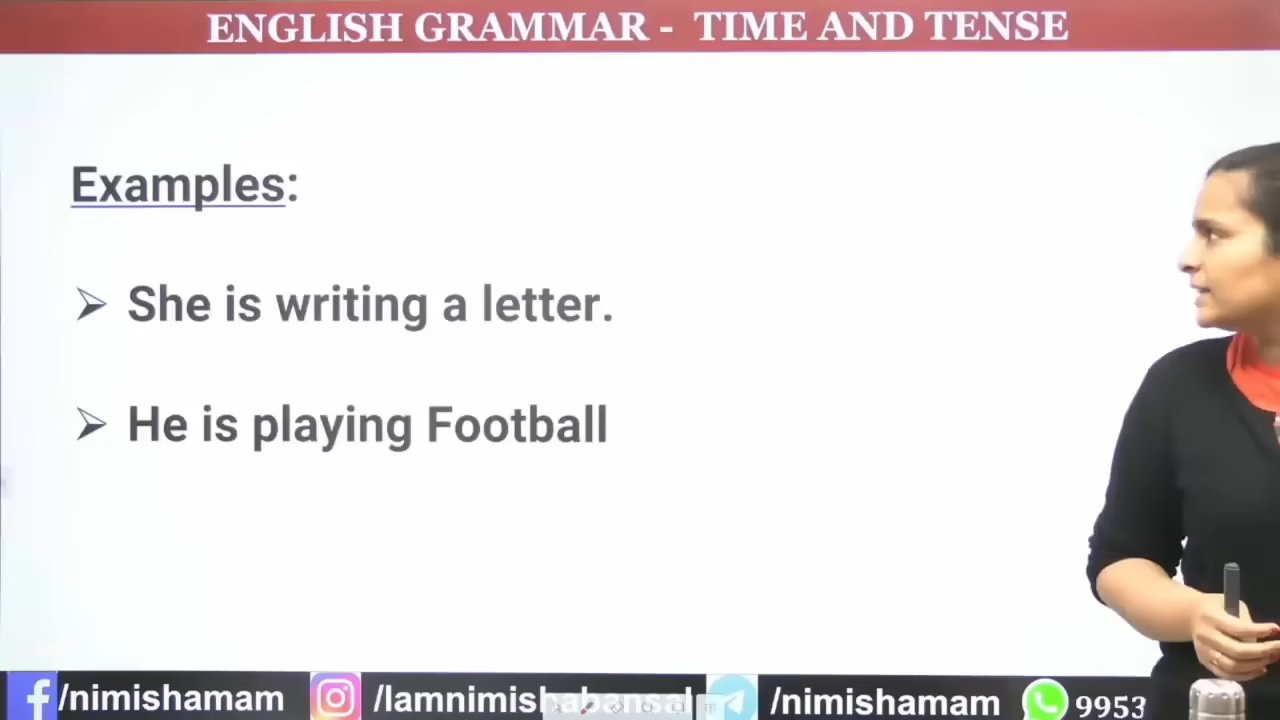 ENGLISH GRAMMAR - TIME AND TENSE
Examples:
➢ She is writing a letter.
➢ He is playing Football
/nimishamam /Iamnimishabansal /nimishamam 9953